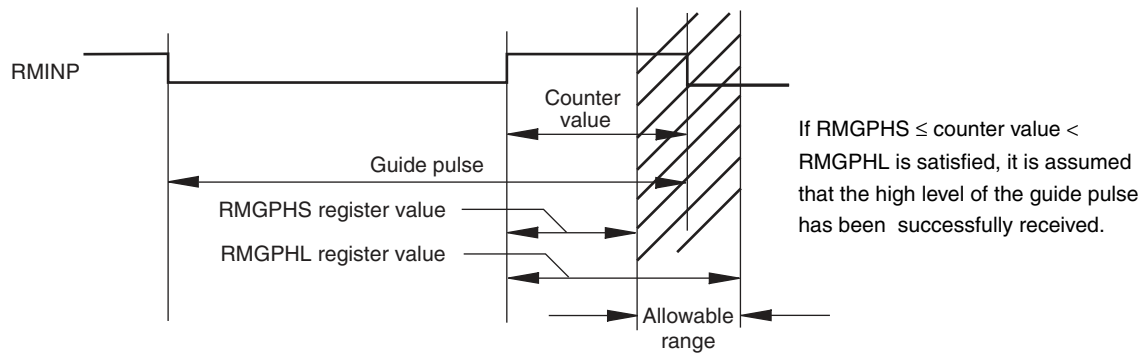 RMINP
Counter
value
Guide pulse
RMGPHS register value
RMGPHL register value
Allowable
range
If RMGPHS ≤ counter value <
RMGPHL is satisfied, it is assumed
that the high level of the guide pulse
has been successfully received.